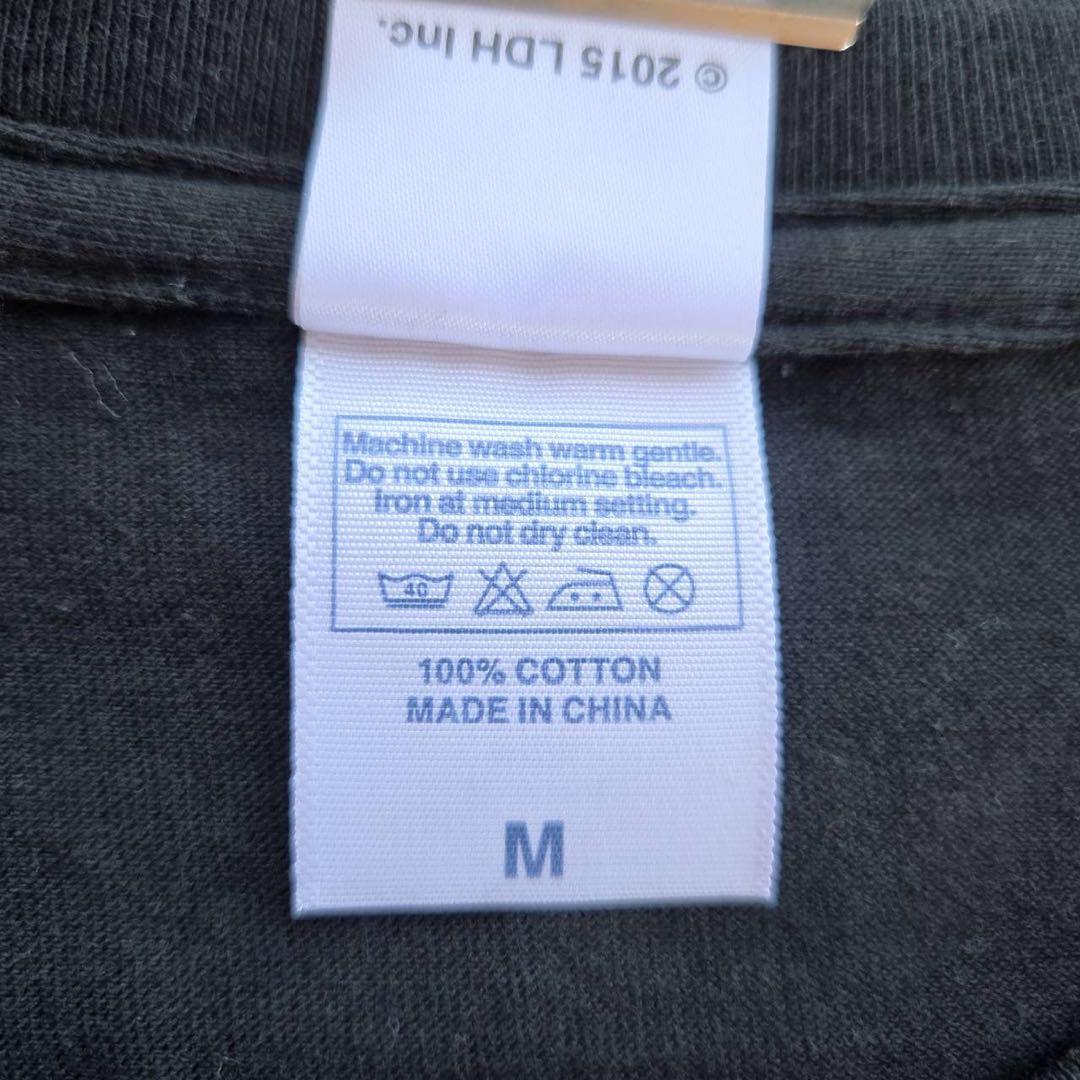 © 2015 LDH Inc.
Machine wash warm gentle.
Do not use chlorine bleach.
Iron at medium setting.
Do not dry clean.
40
100% COTTON
MADE IN CHINA
M